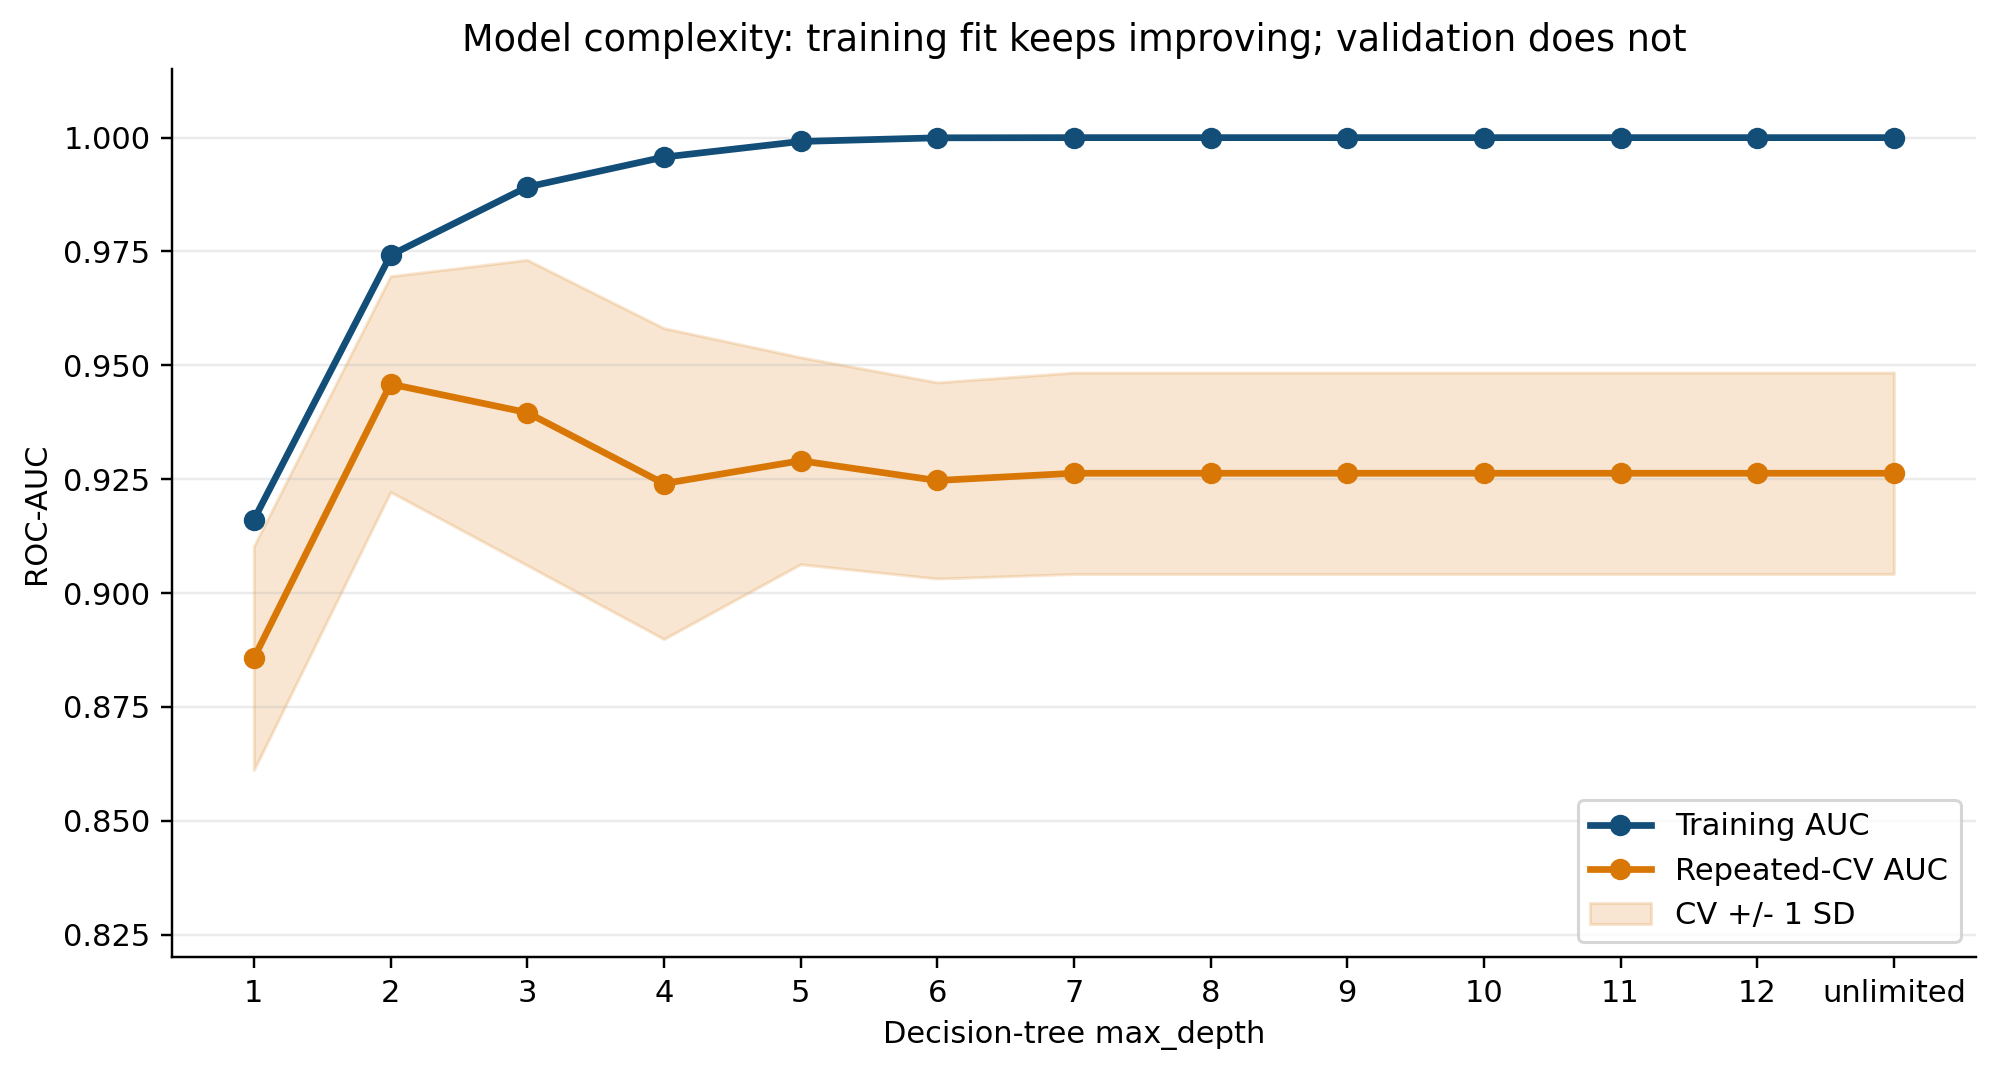 Model complexity: training fit keeps improving; validation does not
ROC-AUC
1.000
0.975
0.950
0.925
0.900
0.875
0.850
0.825
Training AUC
Repeated-CV AUC
CV +/- 1 SD
1 2 3 4 5 6 7 8 9 10 11 12 unlimited
Decision-tree max_depth